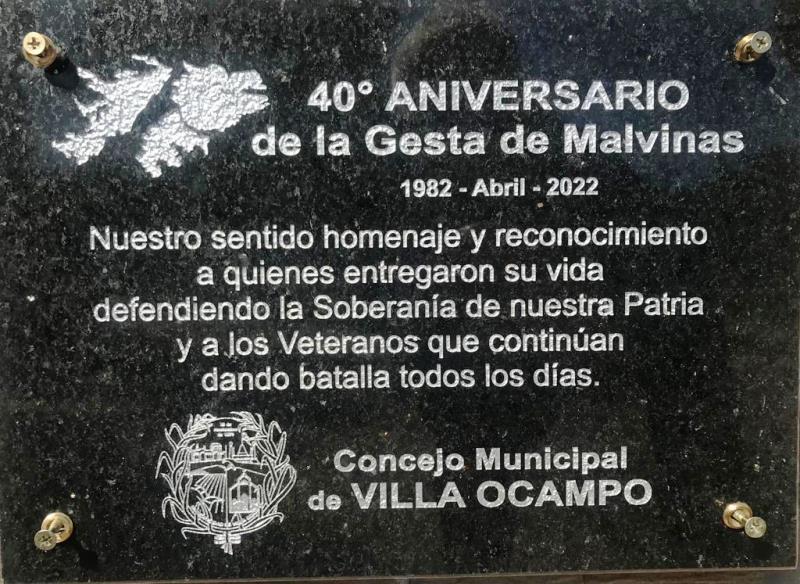 40° ANIVERSARIO
de la Gesta de Malvinas
1982 - Abril - 2022
Nuestro sentido homenaje y reconocimiento
a quienes entregaron su vida
defendiendo la Soberanía de nuestra Patria
y a los Veteranos que continúan
dando batalla todos los días.
Concejo Municipal
de VILLA OCAMPO